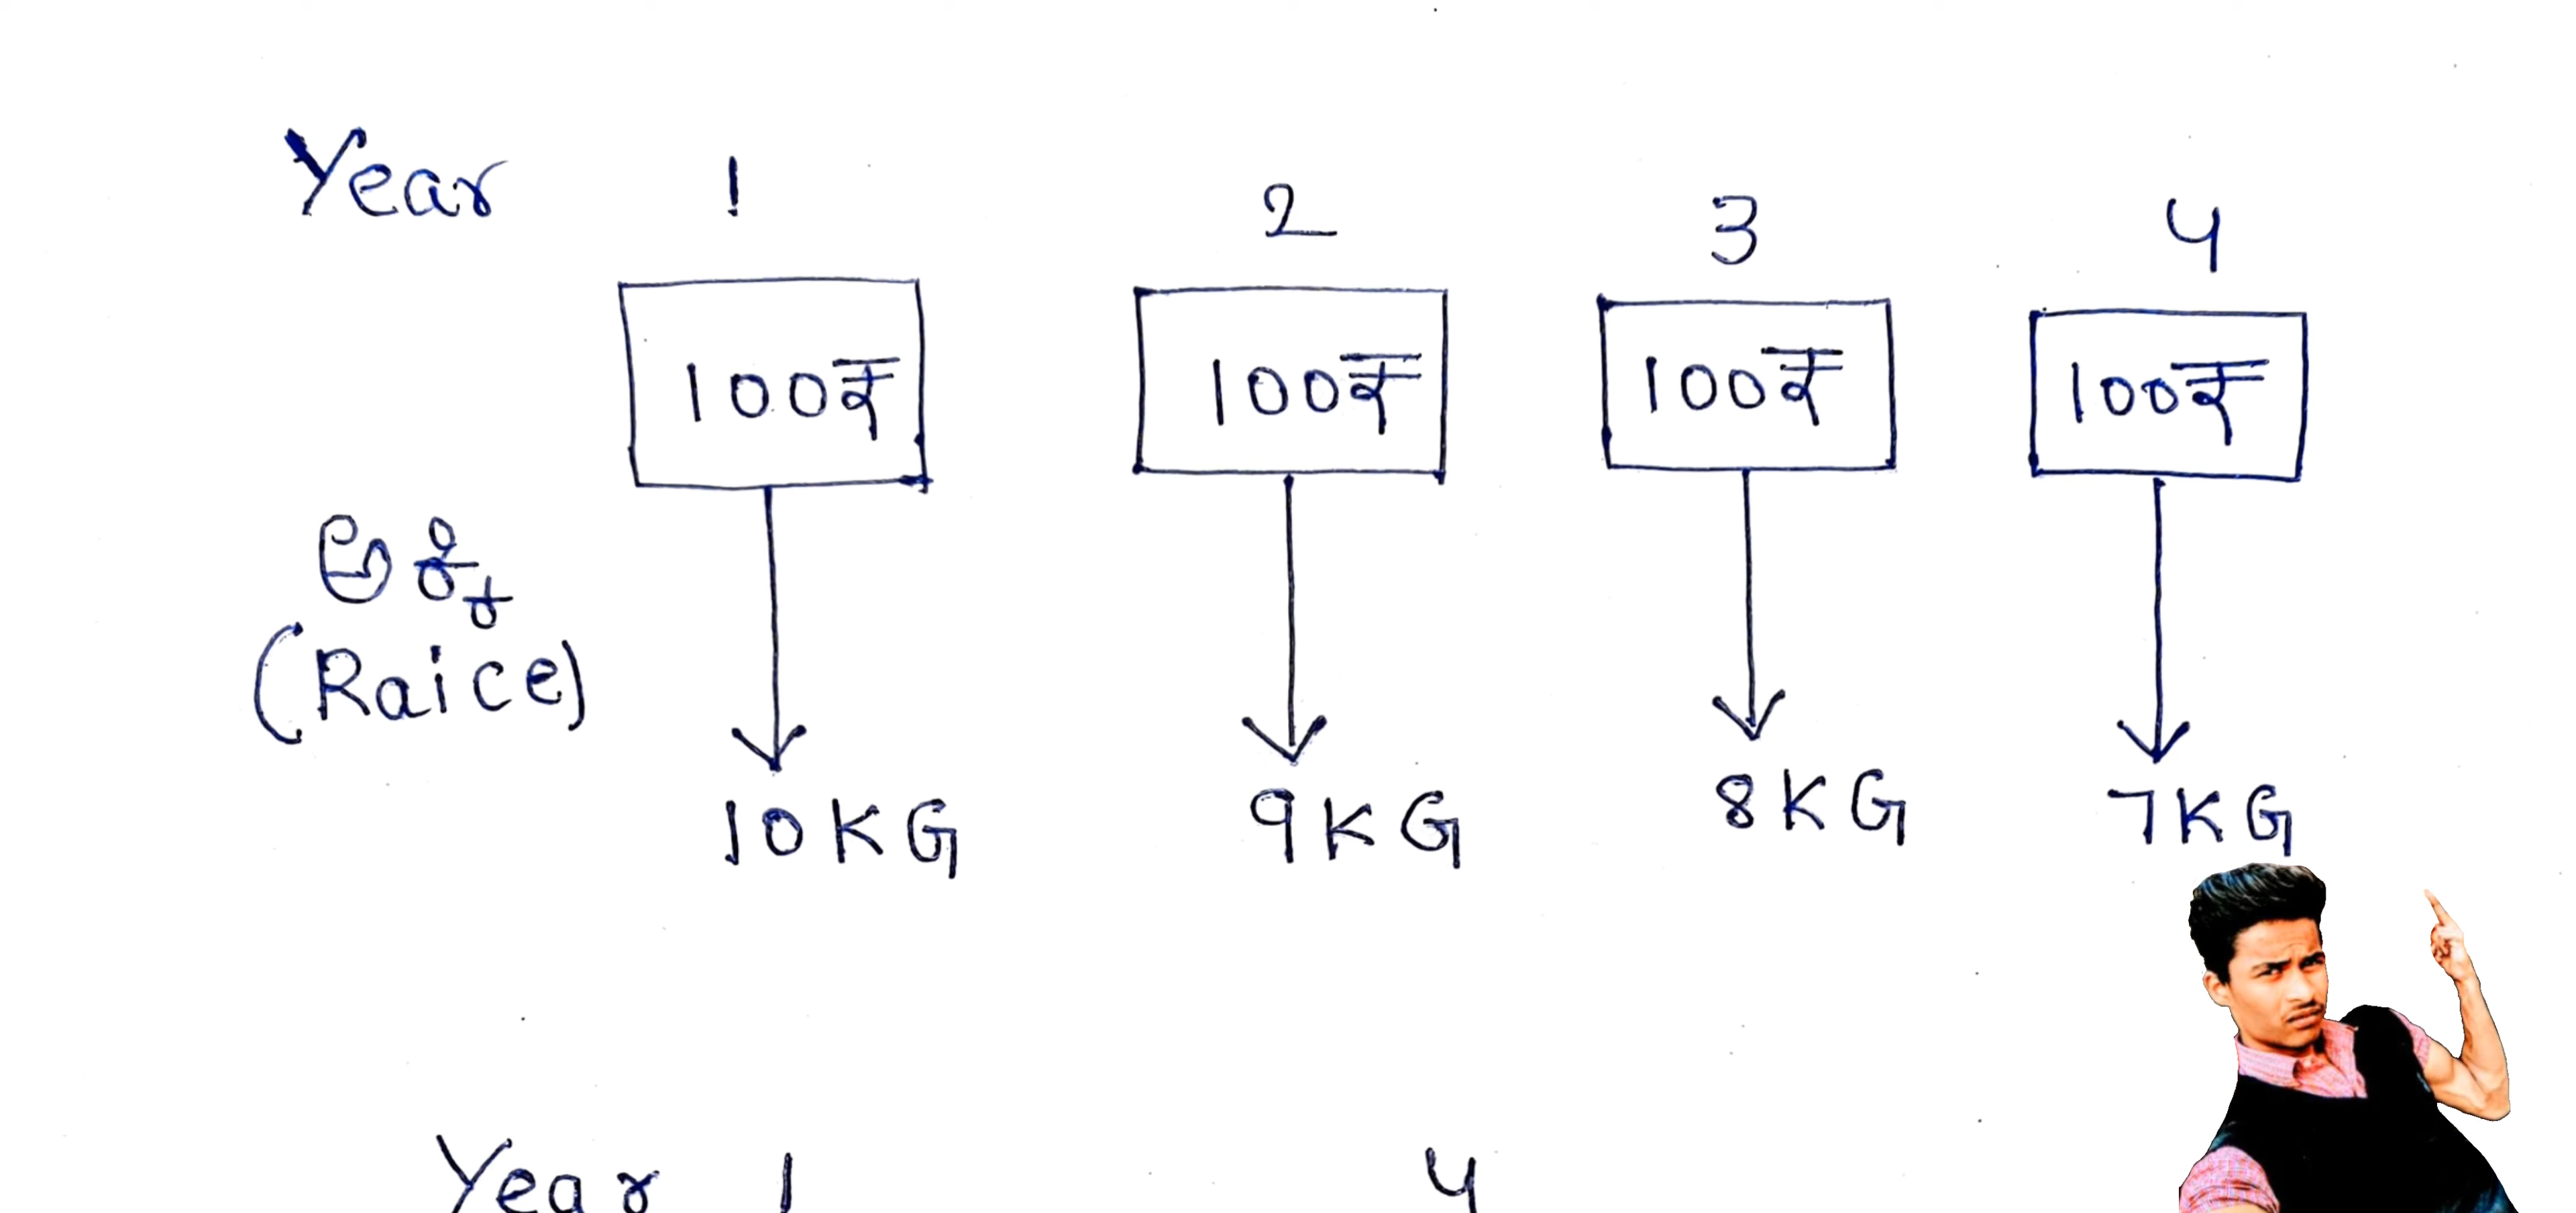 Year 1 2 3 4
100₹ 100₹ 100₹ 100₹
ಅಕ್ಕಿ
(Raice)
10KG 9KG 8KG 7KG
Year 1 4